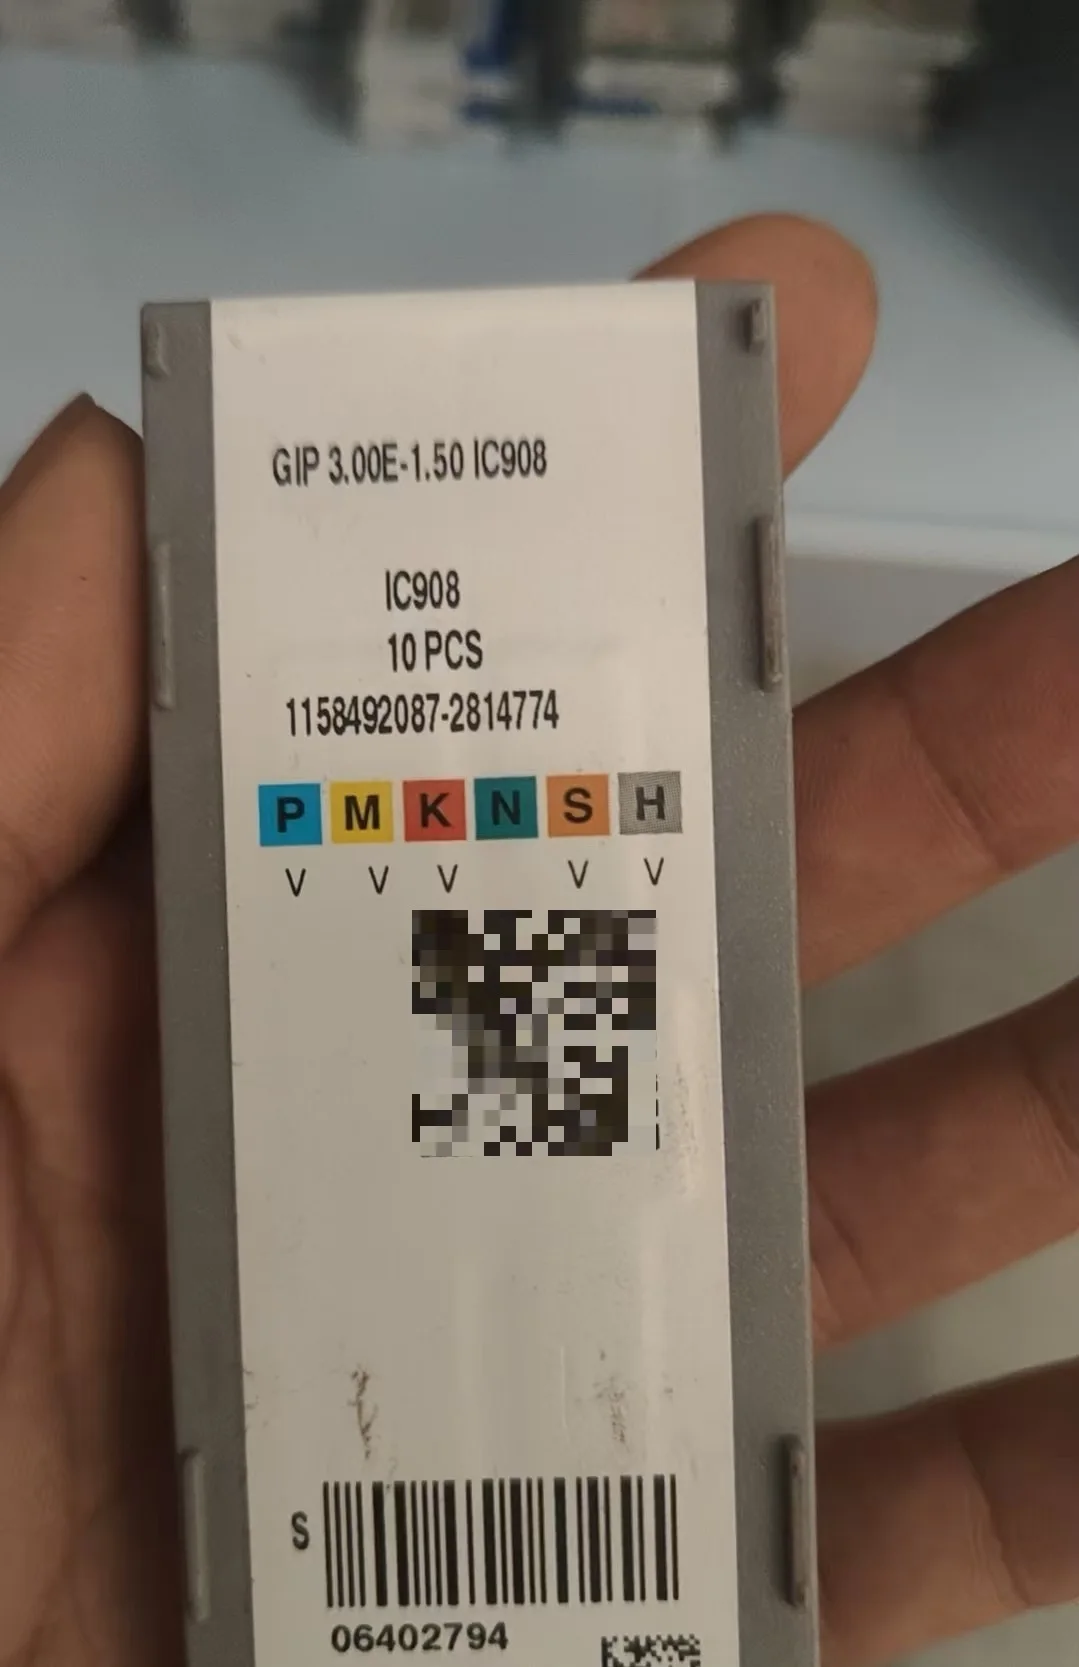 GIP 3.00E-1.50 IC908
IC908
10 PCS
1158492087-2814774
P M K N S H
V V V V V
S
06402794